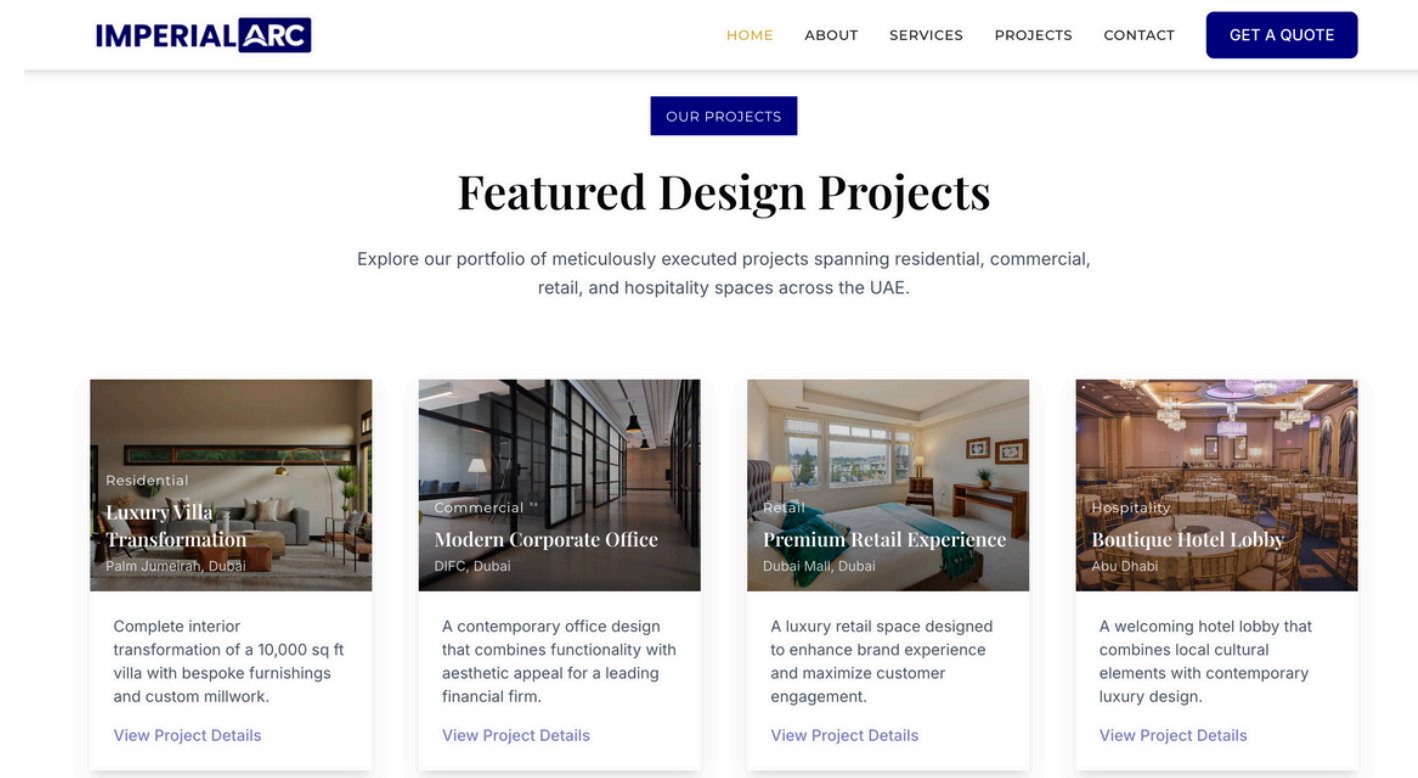 IMPERIALARC
HOME ABOUT SERVICES PROJECTS CONTACT GET A QUOTE
OUR PROJECTS
Featured Design Projects
Explore our portfolio of meticulously executed projects spanning residential, commercial,
retail, and hospitality spaces across the UAE.
Residential
Luxury Villa
Transformation
Palm Jumeirah, Dubai
Complete interior
transformation of a 10,000 sq ft
villa with bespoke furnishings
and custom millwork.
View Project Details
Commercial
Modern Corporate Office
DIFC, Dubai
A contemporary office design
that combines functionality with
aesthetic appeal for a leading
financial firm.
View Project Details
Retail
Premium Retail Experience
Dubai Mall, Dubai
A luxury retail space designed
to enhance brand experience
and maximize customer
engagement.
View Project Details
Hospitality
Boutique Hotel Lobby
Abu Dhabi
A welcoming hotel lobby that
combines local cultural
elements with contemporary
luxury design.
View Project Details